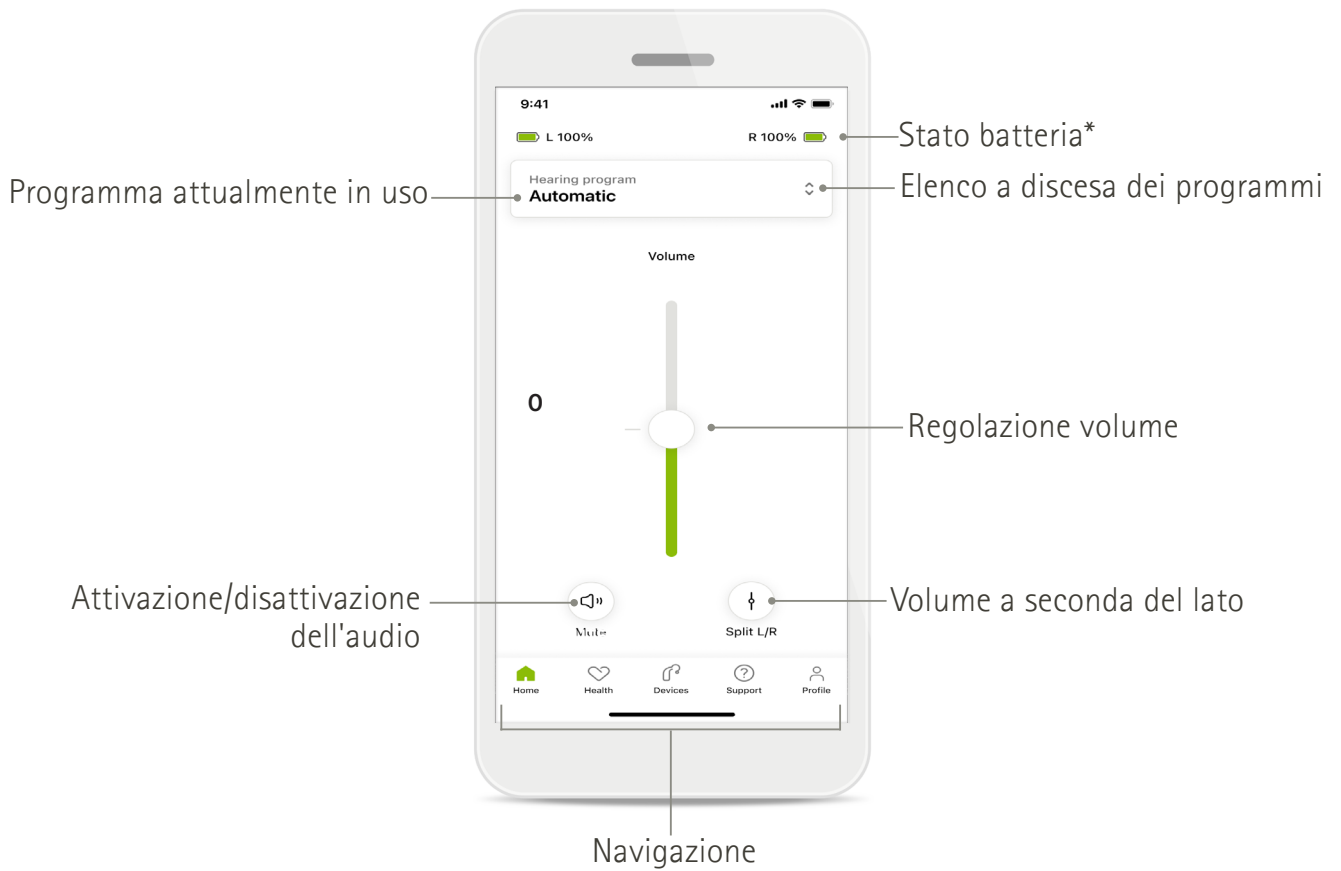 9:41
L 100%
R 100%
Stato batteria*
Programma attualmente in uso
Hearing program
Automatic
Elenco a discesa dei programmi
Volume
0
Regolazione volume
Attivazione/disattivazione
dell'audio
Mute
Split L/R
Volume a seconda del lato
Home
Health
Devices
Support
Profile
Navigazione